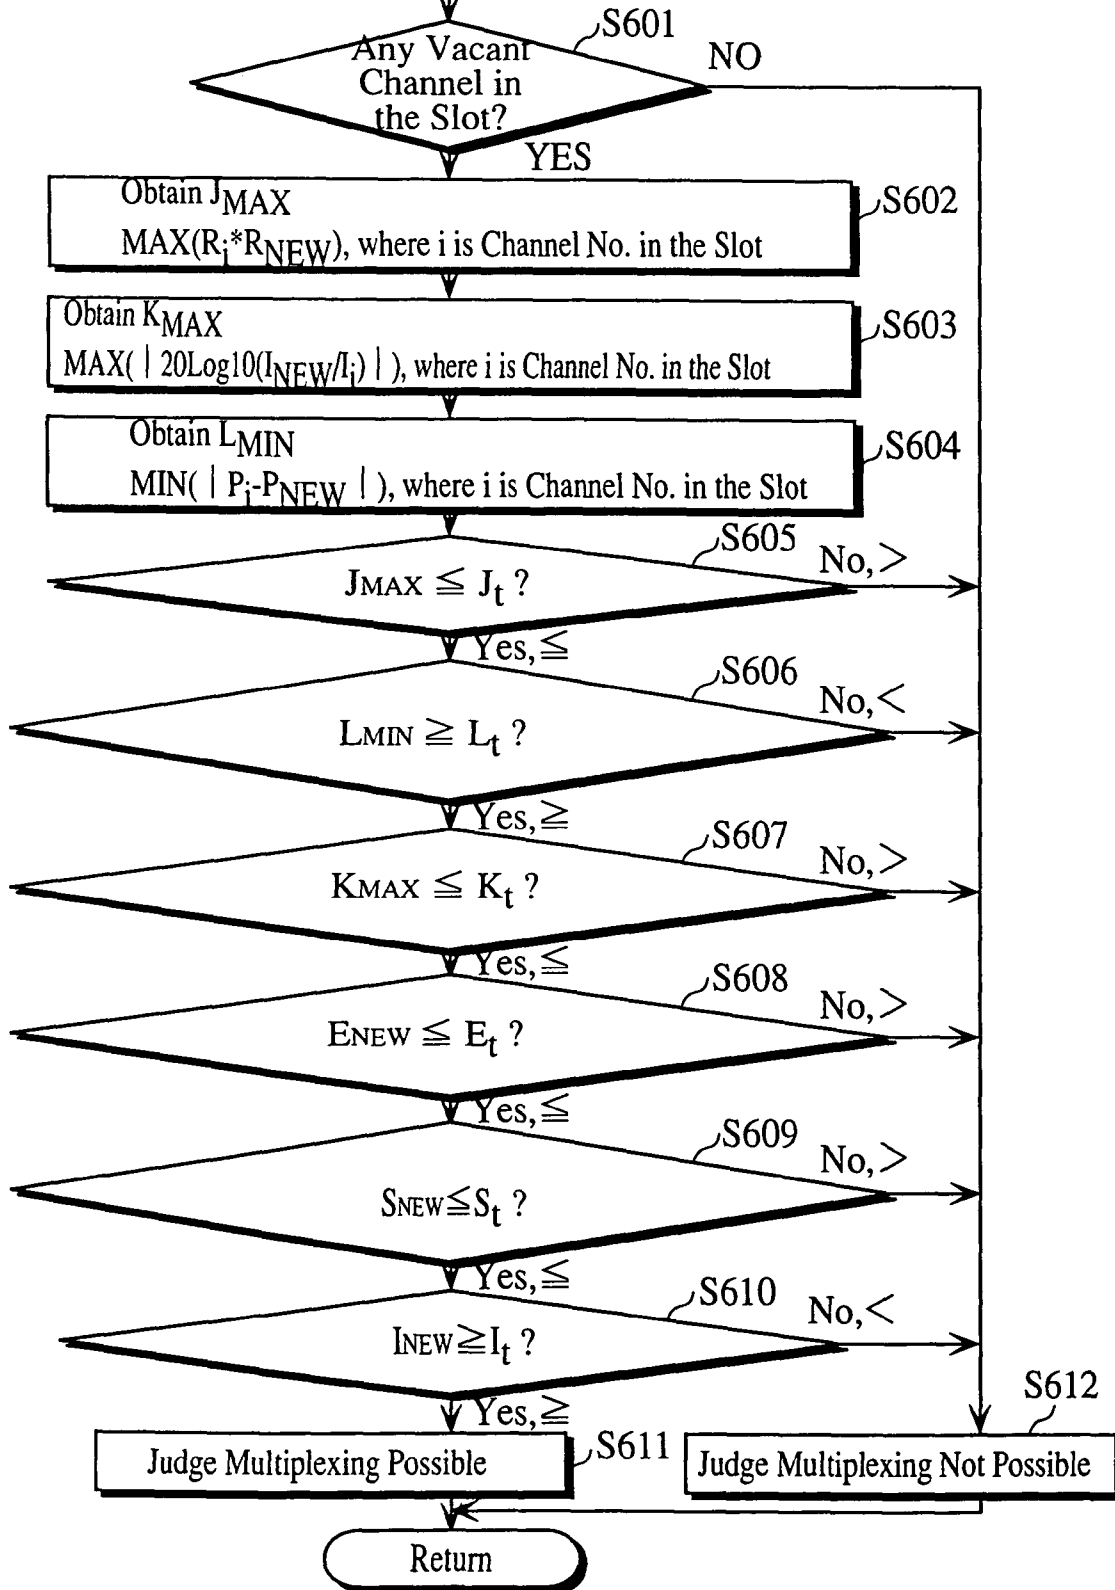 S601
Any Vacant
Channel in
the Slot?
NO
YES
Obtain JMAX
MAX(Ri*RNEW), where i is Channel No. in the Slot
S602
Obtain KMAX
MAX( | 20Log10(INEW/Ii) | ), where i is Channel No. in the Slot
S603
Obtain LMIN
MIN( | Pi-PNEW | ), where i is Channel No. in the Slot
S604
S605
JMAX ≦ Jt ?
No, >
Yes, ≦
S606
LMIN ≧ Lt ?
No, <
Yes, ≧
S607
KMAX ≦ Kt ?
No, >
Yes, ≦
S608
ENEW ≦ Et ?
No, >
Yes, ≦
S609
SNEW≦St ?
No, >
Yes, ≦
S610
INEW≧It ?
No, <
Yes, ≧
S611
Judge Multiplexing Possible
S612
Judge Multiplexing Not Possible
Return